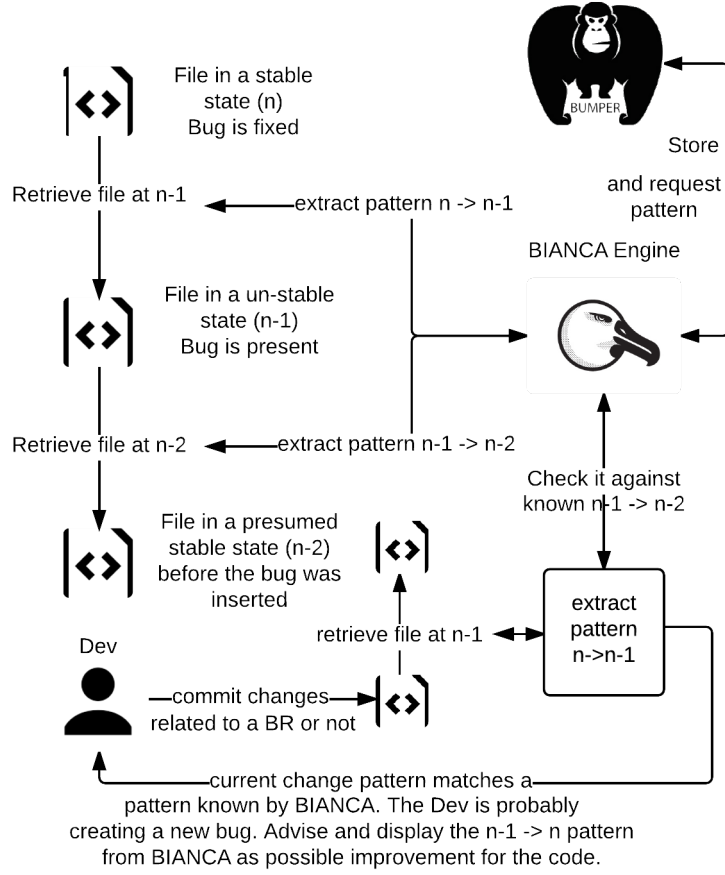 File in a stable
state (n)
Bug is fixed
BUMPER
Store
and request
pattern
Retrieve file at n-1
extract pattern n -> n-1
BIANCA Engine
File in a un-stable
state (n-1)
Bug is present
Retrieve file at n-2
extract pattern n-1 -> n-2
Check it against
known n-1 -> n-2
File in a presumed
stable state (n-2)
before the bug was
inserted
extract
pattern
n->n-1
retrieve file at n-1
Dev
commit changes
related to a BR or not
current change pattern matches a
pattern known by BIANCA. The Dev is probably
creating a new bug. Advise and display the n-1 -> n pattern
from BIANCA as possible improvement for the code.